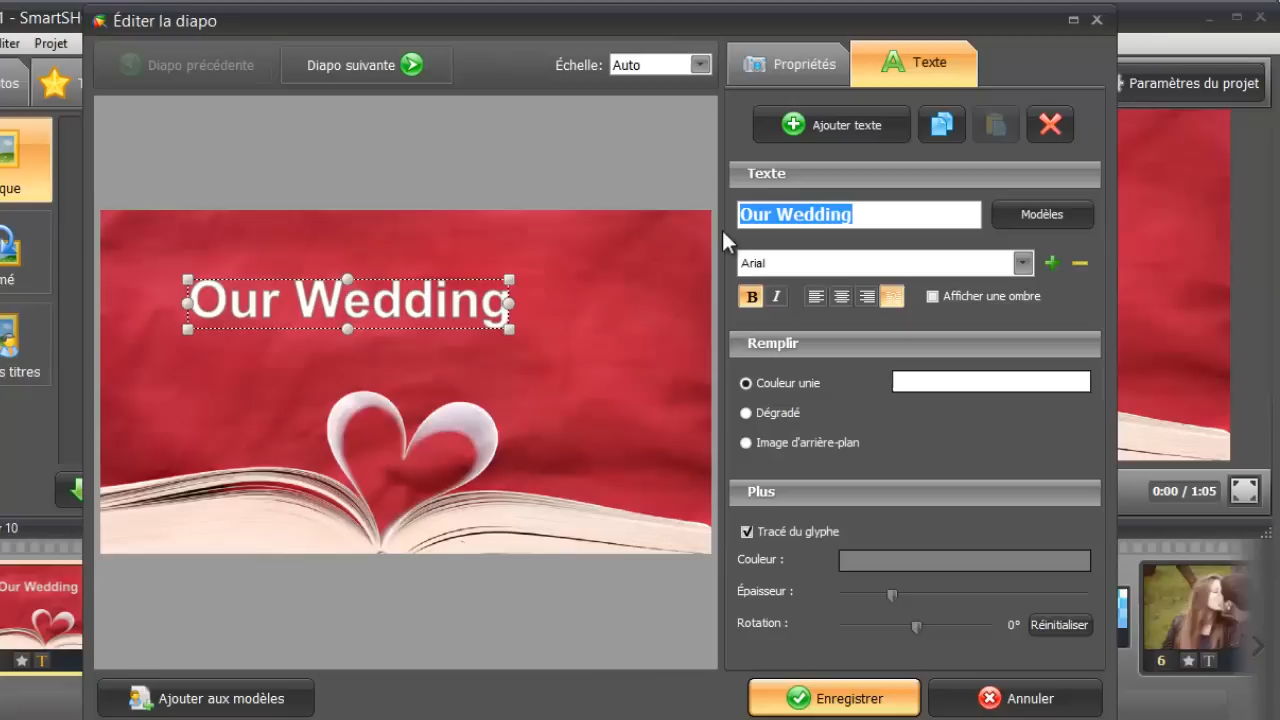 1 - SmartSH
Éditer la diapo
iter Projet
Diapo précédente
Diapo suivante
Échelle:
Auto
Propriétés
Texte
Paramètres du projet
otos
Ajouter texte
Texte
que
Our Wedding
Modèles
Arial
mé
B
I
Afficher une ombre
Our Wedding
Remplir
s titres
Couleur unie
Dégradé
Image d'arrière-plan
Plus
0:00 / 1:05
r 10
Tracé du glyphe
Couleur :
Our Wedding
Épaisseur :
Rotation :
0°
Réinitialiser
T
6
T
Ajouter aux modèles
Enregistrer
Annuler